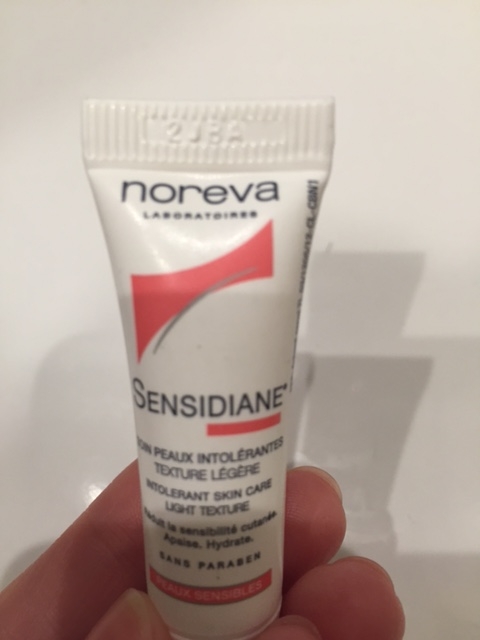 2JBA
noreva
LABORATOIRES
SENSIDIANE
SOIN PEAUX INTOLÉRANTES
TEXTURE LÉGÈRE
INTOLERANT SKIN CARE
LIGHT TEXTURE
Réduit la sensibilité cutanée.
Apaise. Hydrate.
SANS PARABEN
PEAUX SENSIBLES